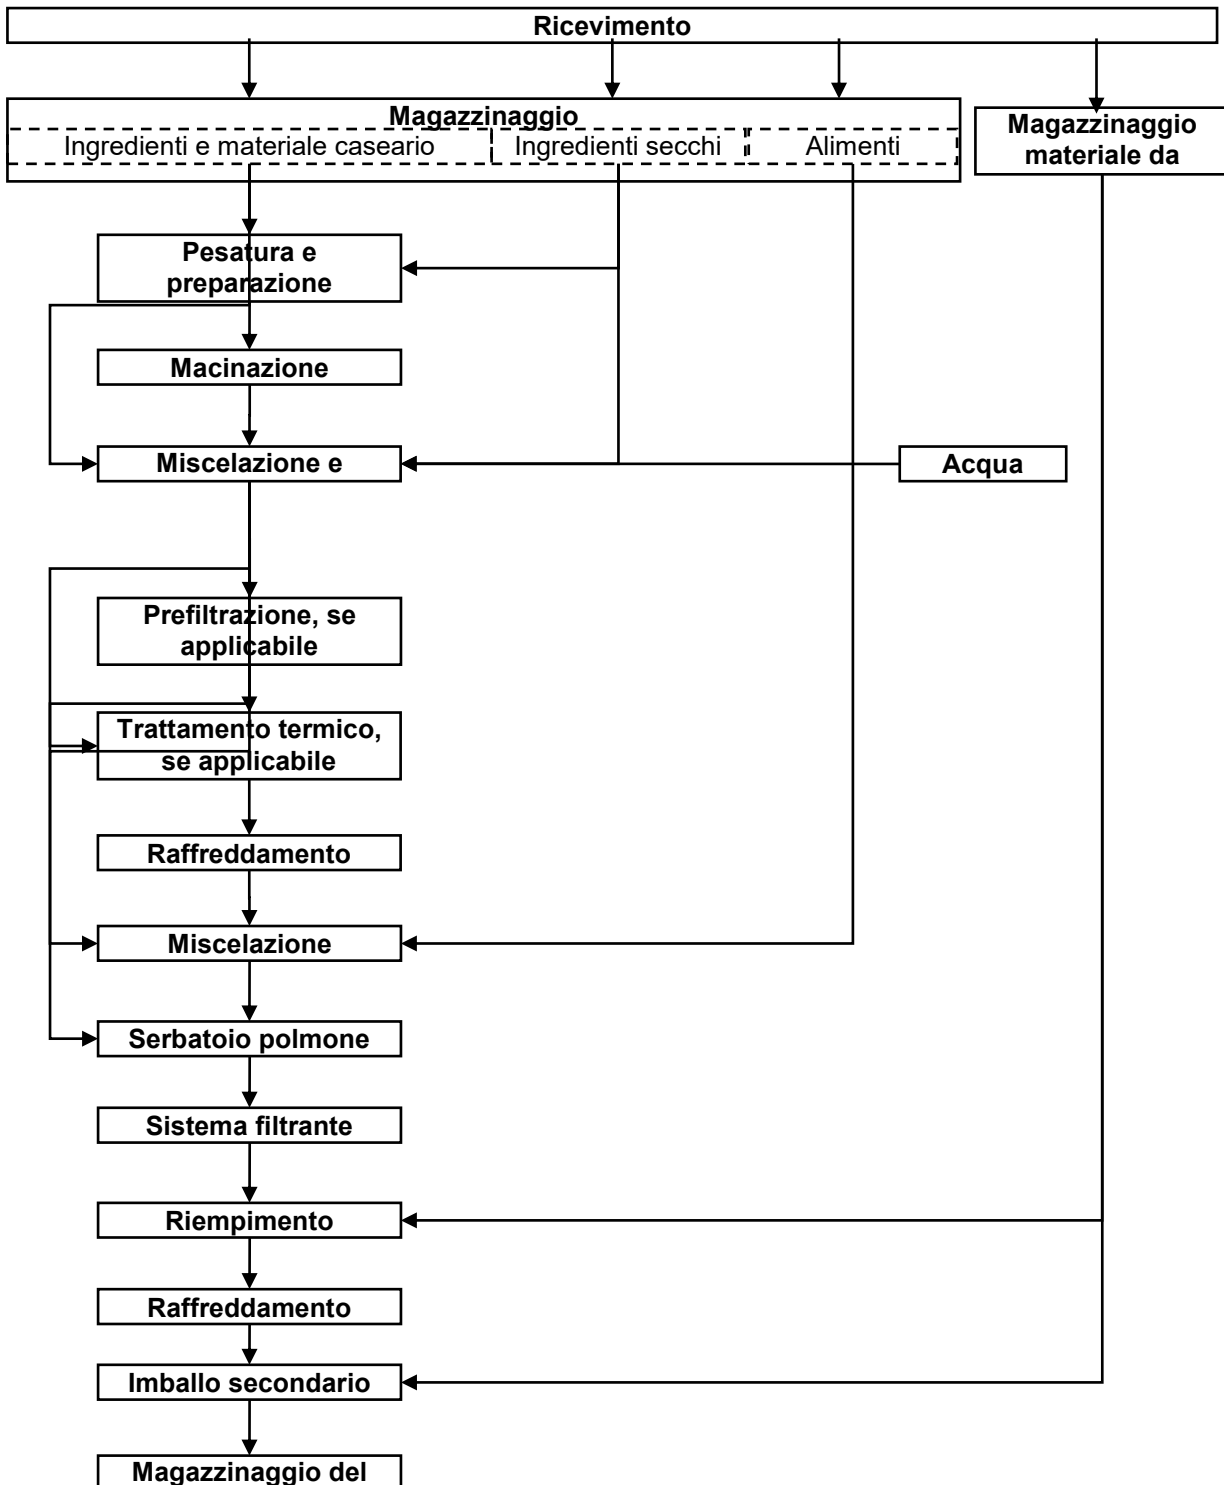 Ricevimento
Magazzinaggio
Ingredienti e materiale caseario
Ingredienti secchi
Alimenti
Magazzinaggio
materiale da
Pesatura e
preparazione
Macinazione
Miscelazione e
Acqua
Prefiltrazione, se
applicabile
Trattamento termico,
se applicabile
Raffreddamento
Miscelazione
Serbatoio polmone
Sistema filtrante
Riempimento
Raffreddamento
Imballo secondario
Magazzinaggio del